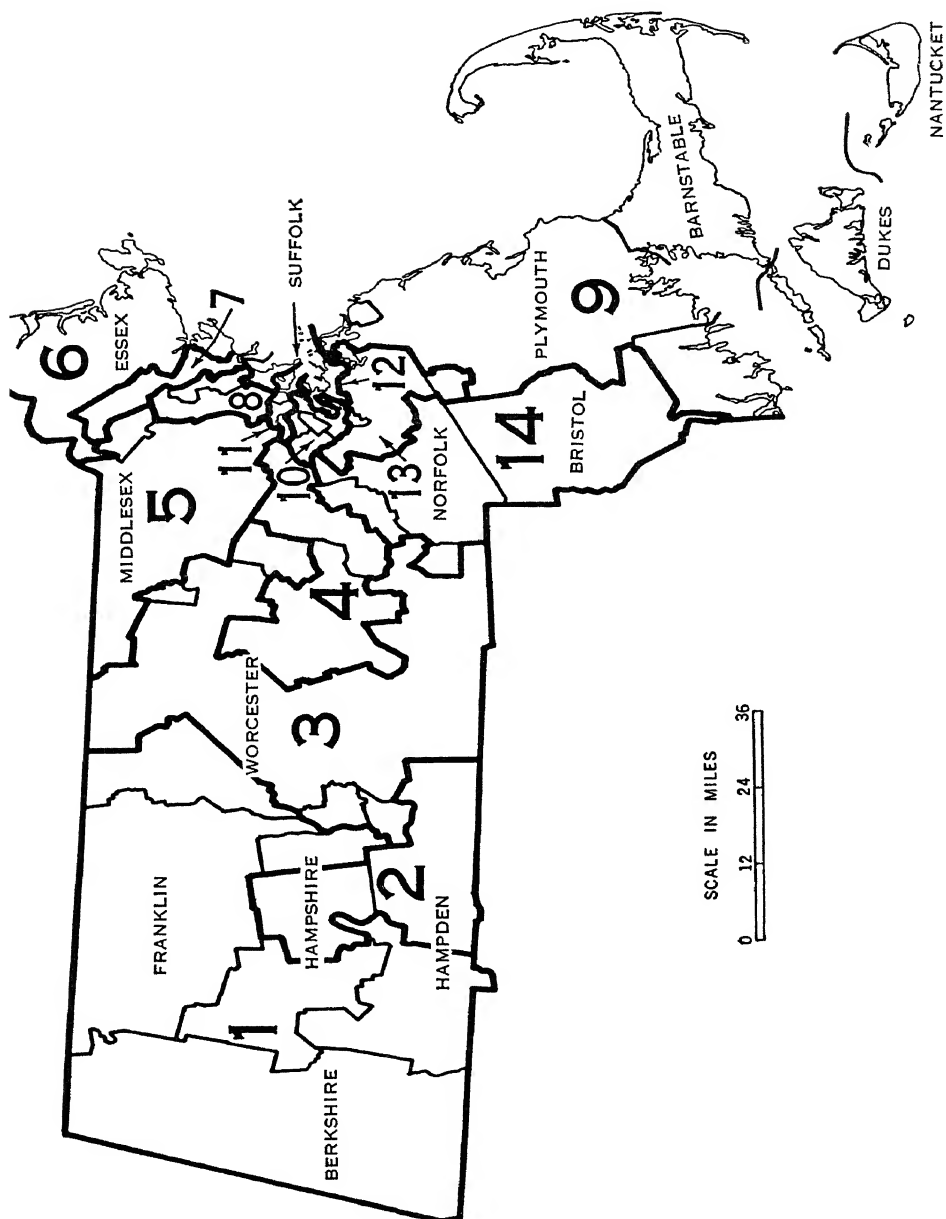 BERKSHIRE
1
FRANKLIN
HAMPSHIRE
2
HAMPDEN
WORCESTER
3
4
MIDDLESEX
5
6
ESSEX
7
8
SUFFOLK
11
10
12
13
NORFOLK
14
BRISTOL
PLYMOUTH
9
BARNSTABLE
DUKES
NANTUCKET
SCALE IN MILES
0 12 24 36